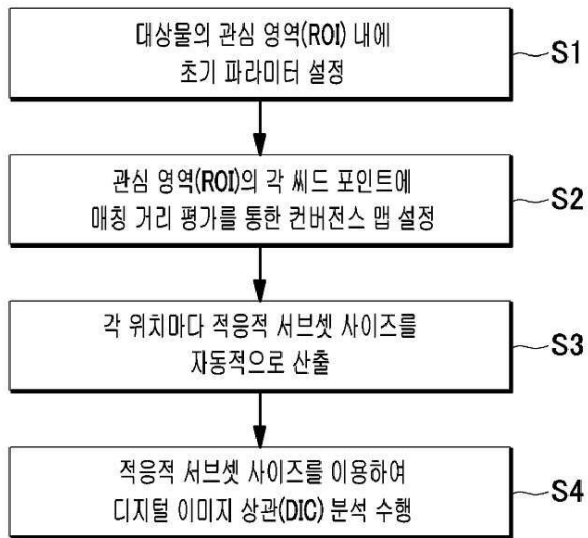 대상물의 관심 영역(ROI) 내에
초기 파라미터 설정
S1
관심 영역(ROI)의 각 씨드 포인트에
매칭 거리 평가를 통한 컨버전스 맵 설정
S2
각 위치마다 적응적 서브셋 사이즈를
자동적으로 산출
S3
적응적 서브셋 사이즈를 이용하여
디지털 이미지 상관(DIC) 분석 수행
S4